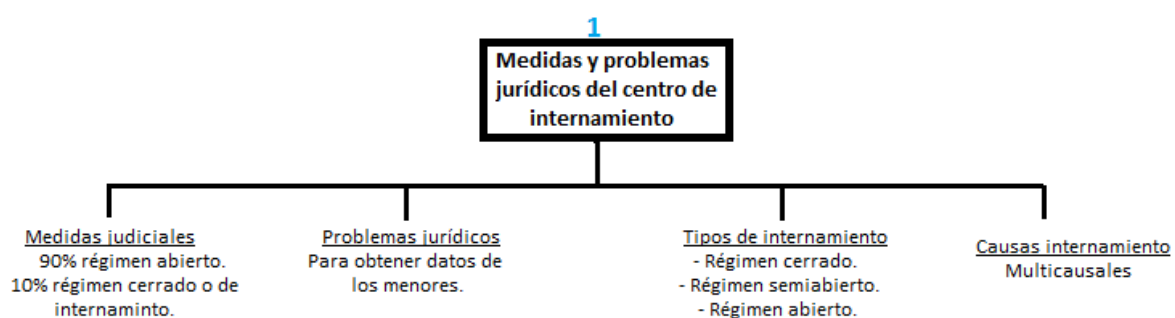 1
Medidas y problemas
jurídicos del centro de
internamiento
Medidas judiciales
90% régimen abierto.
10% régimen cerrado o de
internaminto.
Problemas jurídicos
Para obtener datos de
los menores.
Tipos de internamiento
- Régimen cerrado.
- Régimen semiabierto.
- Régimen abierto.
Causas internamiento
Multicausales